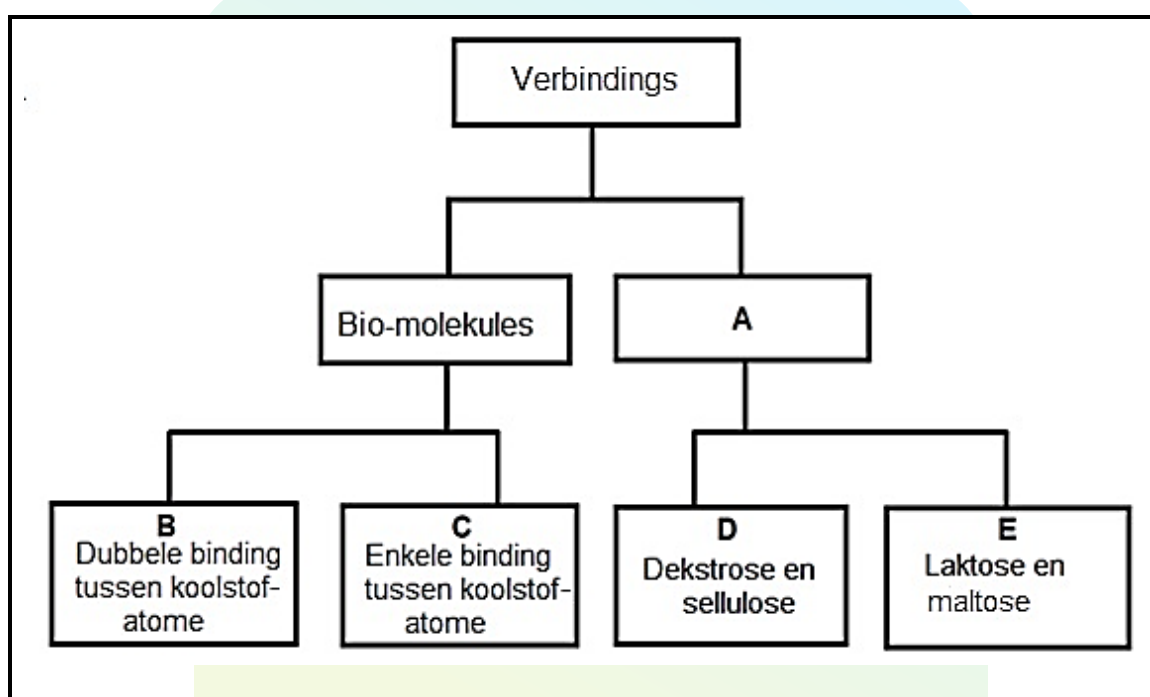 Verbindings
Bio-molekules
A
B
Dubbele binding
tussen koolstof-
atome
C
Enkele binding
tussen koolstof-
atome
D
Dekstrose en
sellulose
E
Laktose en
maltose